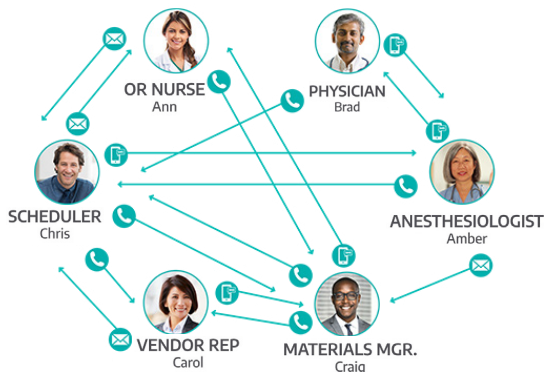 OR NURSE
Ann
PHYSICIAN
Brad
SCHEDULER
Chris
ANESTHESIOLOGIST
Amber
VENDOR REP
Carol
MATERIALS MGR.
Craig